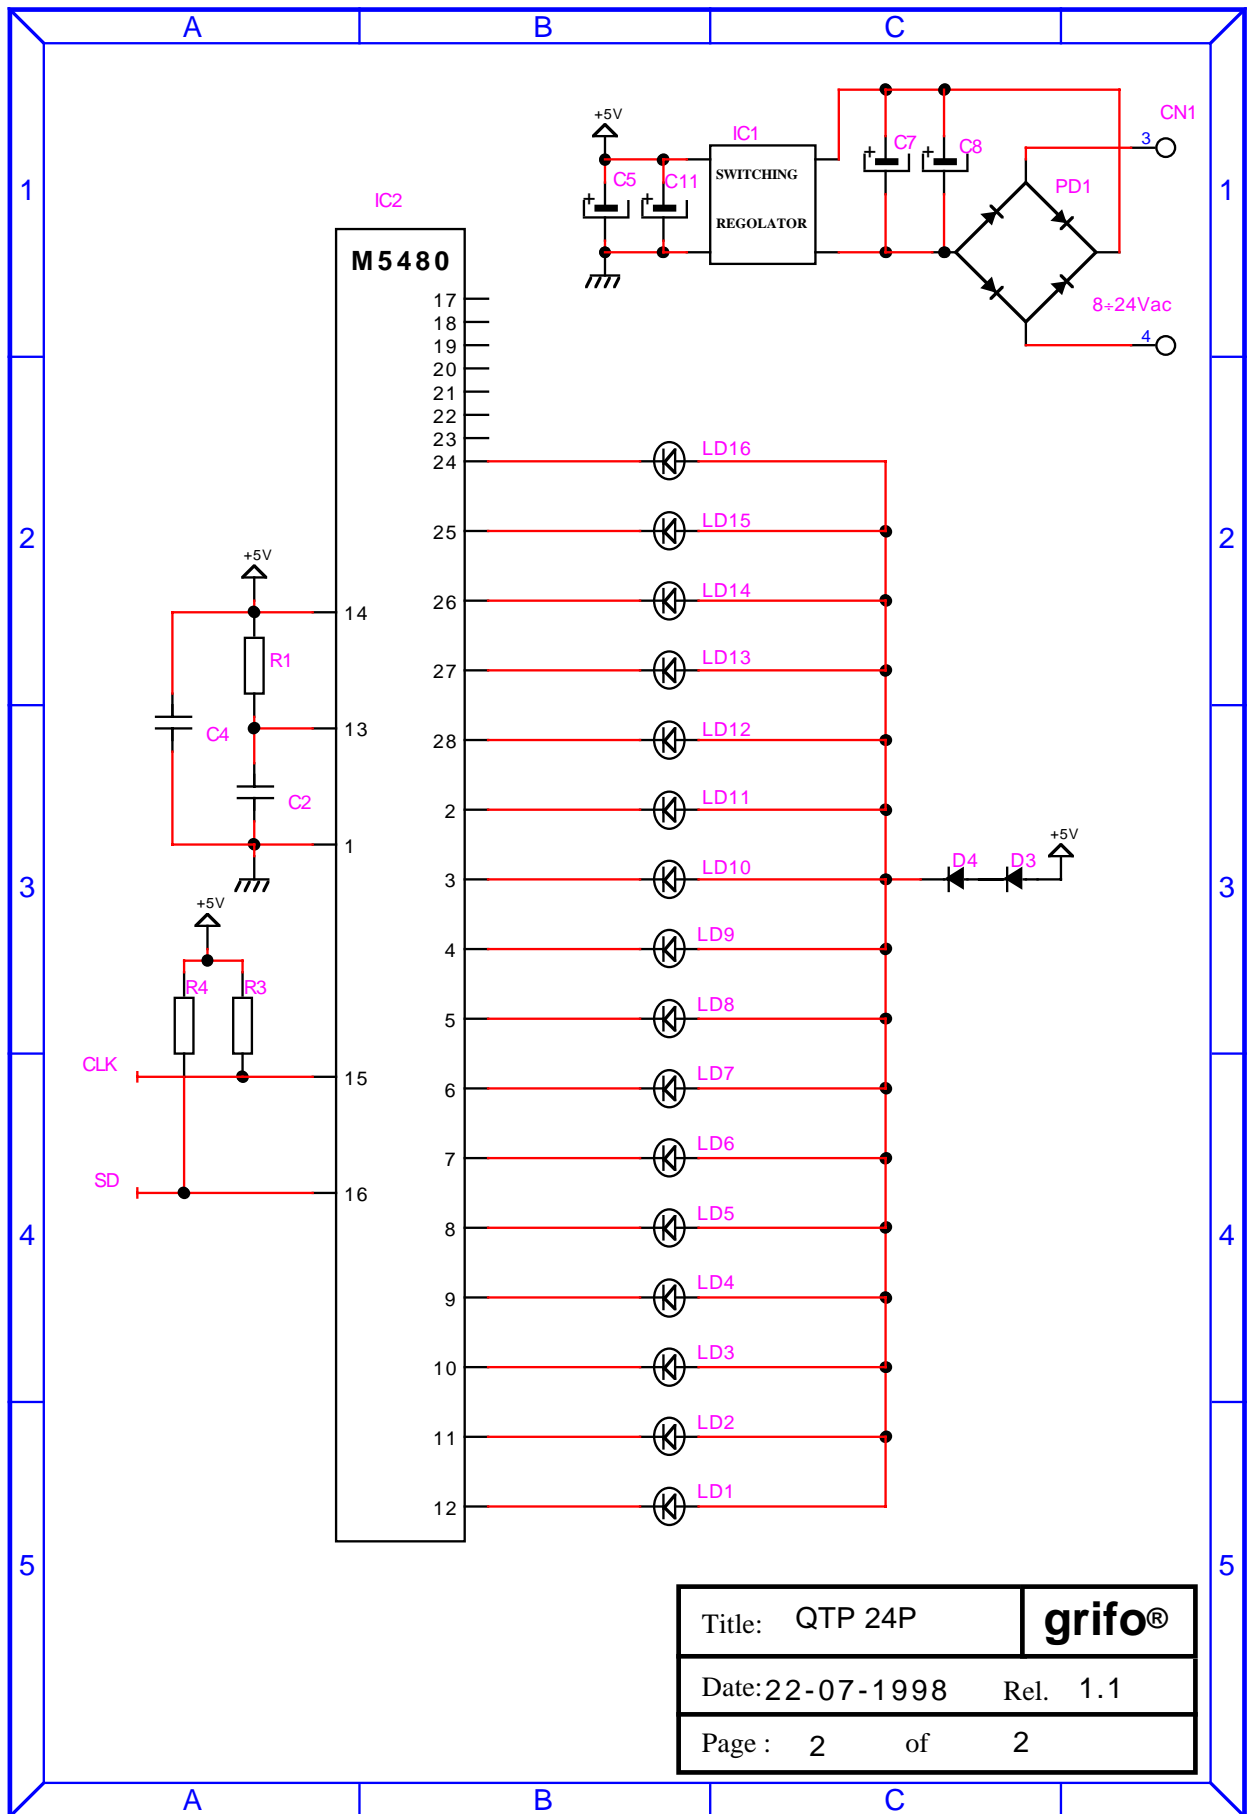 A B C
CN1
+5V
IC1
3
C7 C8
1 1
C5 C11
SWITCHING
PD1
IC2
REGOLATOR
M5480
17
8÷24Vac
18
4
19
20
21
22
23
24 LD16
25 LD15
2 2
+5V
26 LD14
14
R1
27 LD13
C4 13
28 LD12
C2
2 LD11
1
+5V
D4 D3
3 LD10
3 3
+5V
4 LD9
R4 R3
5 LD8
CLK
15
6 LD7
7 LD6
SD
16
8 LD5
4 4
9 LD4
10 LD3
11 LD2
12 LD1
5 5
Title: QTP 24P grifo®
Date: 22-07-1998 Rel. 1.1
Page : 2 of 2
A B C